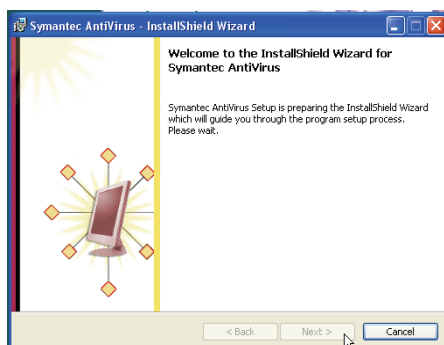 Symantec AntiVirus - InstallShield Wizard
Welcome to the InstallShield Wizard for
Symantec AntiVirus
Symantec AntiVirus Setup is preparing the InstallShield Wizard
which will guide you through the program setup process.
Please wait.
< Back Next > Cancel